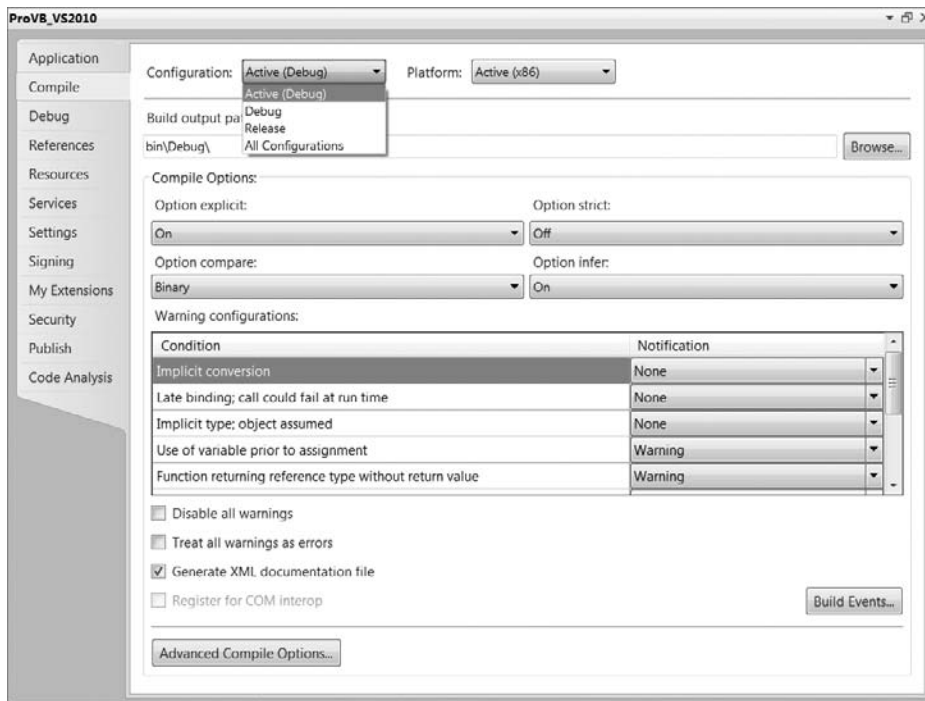 ProVB_VS2010
Application
Compile
Debug
References
Resources
Services
Settings
Signing
My Extensions
Security
Publish
Code Analysis
Configuration: Active (Debug) Platform: Active (x86)
Active (Debug)
Debug
Release
All Configurations
Build output pa
bin\Debug\ Browse...
Compile Options:
Option explicit: Option strict:
On Off
Option compare: Option infer:
Binary On
Warning configurations:
Condition Notification
Implicit conversion None
Late binding; call could fail at run time None
Implicit type; object assumed None
Use of variable prior to assignment Warning
Function returning reference type without return value Warning
Disable all warnings
Treat all warnings as errors
Generate XML documentation file
Register for COM interop Build Events...
Advanced Compile Options...